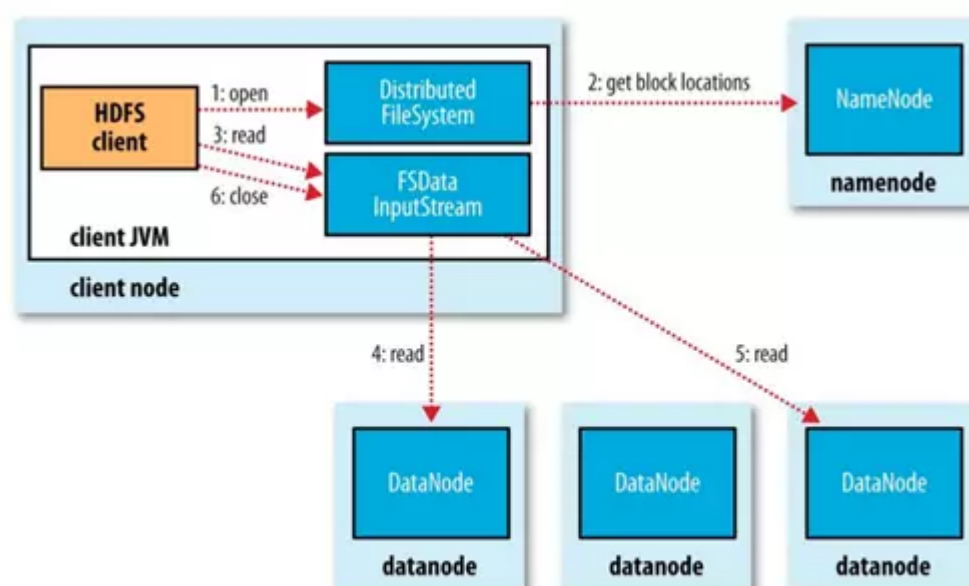 HDFS
client
1: open
3: read
6: close
Distributed
FileSystem
FSData
InputStream
client JVM
client node
2: get block locations
NameNode
namenode
4: read
5: read
DataNode
datanode
DataNode
datanode
DataNode
datanode